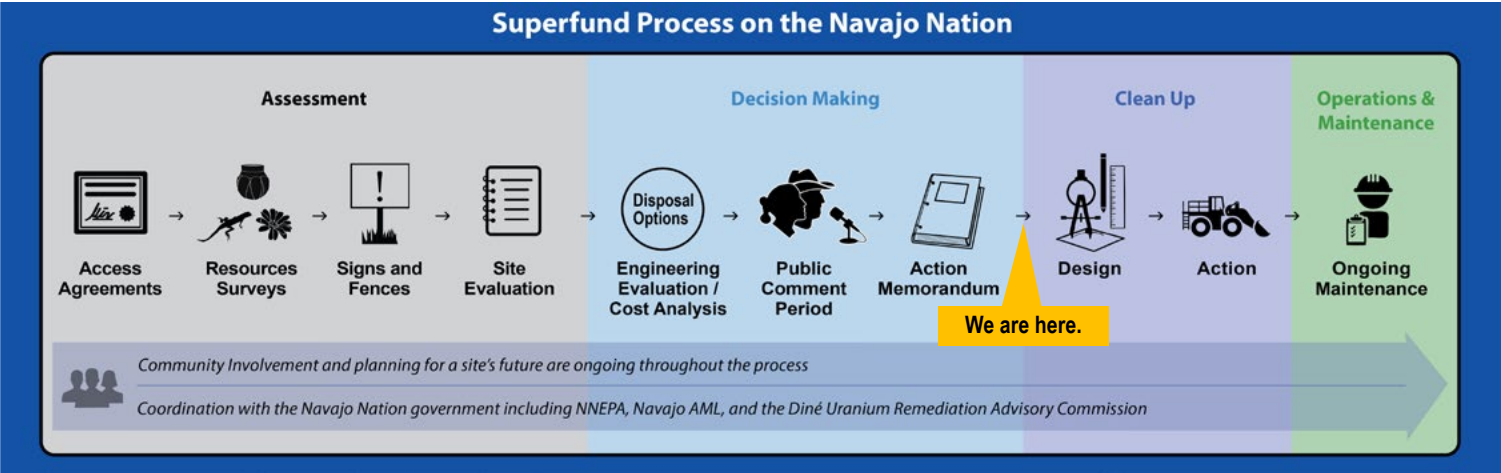 Superfund Process on the Navajo Nation
Assessment
Decision Making
Clean Up
Operations &
Maintenance
!
Disposal
Options
Access
Agreements
Resources
Surveys
Signs and
Fences
Site
Evaluation
Engineering
Evaluation /
Cost Analysis
Public
Comment
Period
Action
Memorandum
Design
Action
Ongoing
Maintenance
We are here.
Community Involvement and planning for a site's future are ongoing throughout the process
Coordination with the Navajo Nation government including NNEPA, Navajo AML, and the Diné Uranium Remediation Advisory Commission